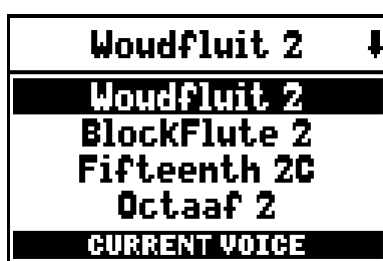 Woudfluit 2
Woudfluit 2
BlockFlute 2
Fifteenth 2C
Octaaf 2
CURRENT VOICE